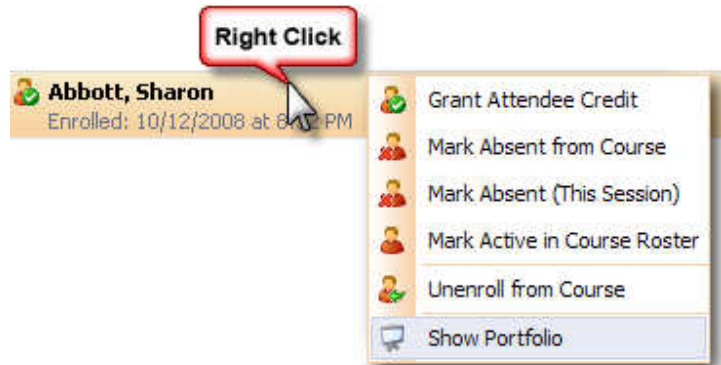 Right Click
Abbott, Sharon
Enrolled: 10/12/2008 at PM
Grant Attendee Credit
Mark Absent from Course
Mark Absent (This Session)
Mark Active in Course Roster
Unenroll from Course
Show Portfolio